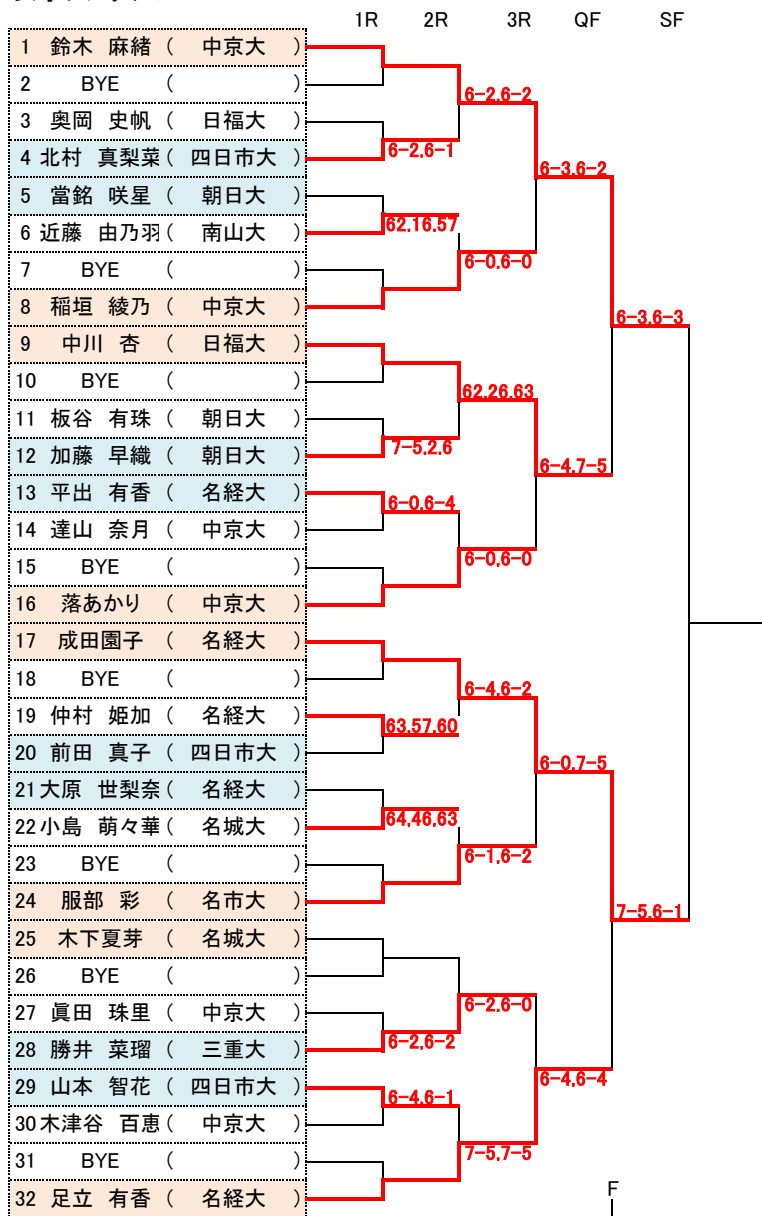 1R 2R 3R QF SF
1 鈴木 麻緒 ( 中京大 )
2 BYE ( )
6-2,6-2
3 奥岡 史帆 ( 日福大 )
4 北村 真梨菜( 四日市大 ) 6-2,6-1
6-3,6-2
5 當銘 咲星 ( 朝日大 )
6 近藤 由乃羽( 南山大 ) 62,16,57
7 BYE ( ) 6-0,6-0
8 稲垣 綾乃 ( 中京大 )
6-3,6-3
9 中川 杏 ( 日福大 )
10 BYE ( )
62,26,63
11 板谷 有珠 ( 朝日大 )
12 加藤 早織 ( 朝日大 ) 7-5,2,6
6-4,7-5
13 平出 有香 ( 名経大 )
6-0,6-4
14 達山 奈月 ( 中京大 )
15 BYE ( ) 6-0,6-0
16 落あかり ( 中京大 )
17 成田園子 ( 名経大 )
18 BYE ( )
6-4,6-2
19 仲村 姫加 ( 名経大 )
63,57,60
20 前田 真子 ( 四日市大 )
6-0,7-5
21 大原 世梨奈( 名経大 )
22 小島 萌々華( 名城大 ) 64,46,63
23 BYE ( ) 6-1,6-2
24 服部 彩 ( 名市大 )
7-5,6-1
25 木下夏芽 ( 名城大 )
26 BYE ( )
6-2,6-0
27 眞田 珠里 ( 中京大 )
28 勝井 菜瑠 ( 三重大 ) 6-2,6-2
29 山本 智花 ( 四日市大 ) 6-4,6-4
6-4,6-1
30 木津谷 百恵( 中京大 )
31 BYE ( ) 7-5,7-5
32 足立 有香 ( 名経大 ) F